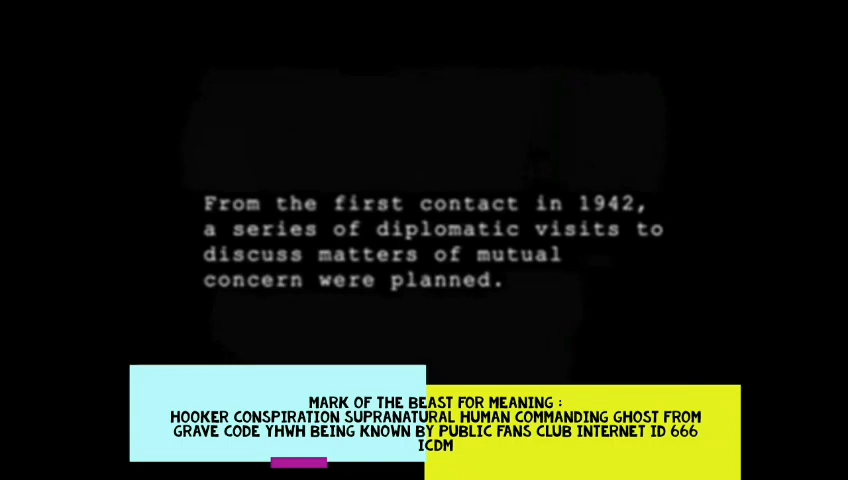 From the first contact in 1942,
a series of diplomatic visits to
discuss matters of mutual
concern were planned.
MARK OF THE BEAST FOR MEANING :
HOOKER CONSPIRATION SUPRANATURAL HUMAN COMMANDING GHOST FROM
GRAVE CODE YHWH BEING KNOWN BY PUBLIC FANS CLUB INTERNET ID 666
ICDM